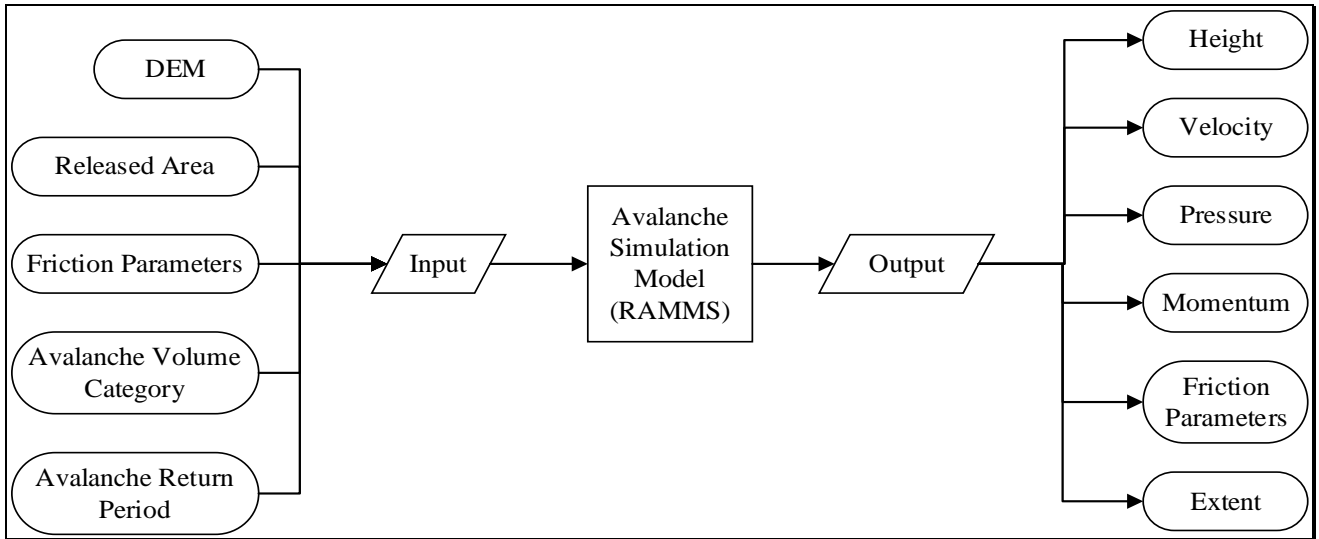 DEM
Released Area
Friction Parameters
Avalanche Volume
Category
Avalanche Return
Period
Input
Avalanche
Simulation
Model
(RAMMS)
Output
Height
Velocity
Pressure
Momentum
Friction
Parameters
Extent